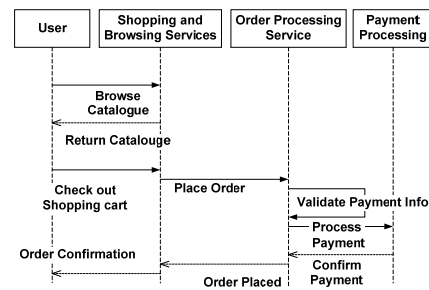 User
Shopping and
Browsing Services
Order Processing
Service
Payment
Processing
Browse
Catalogue
Return Catalouge
Check out
Shopping cart
Place Order
Validate Payment Info
Process
Payment
Order Confirmation
Confirm
Payment
Order Placed